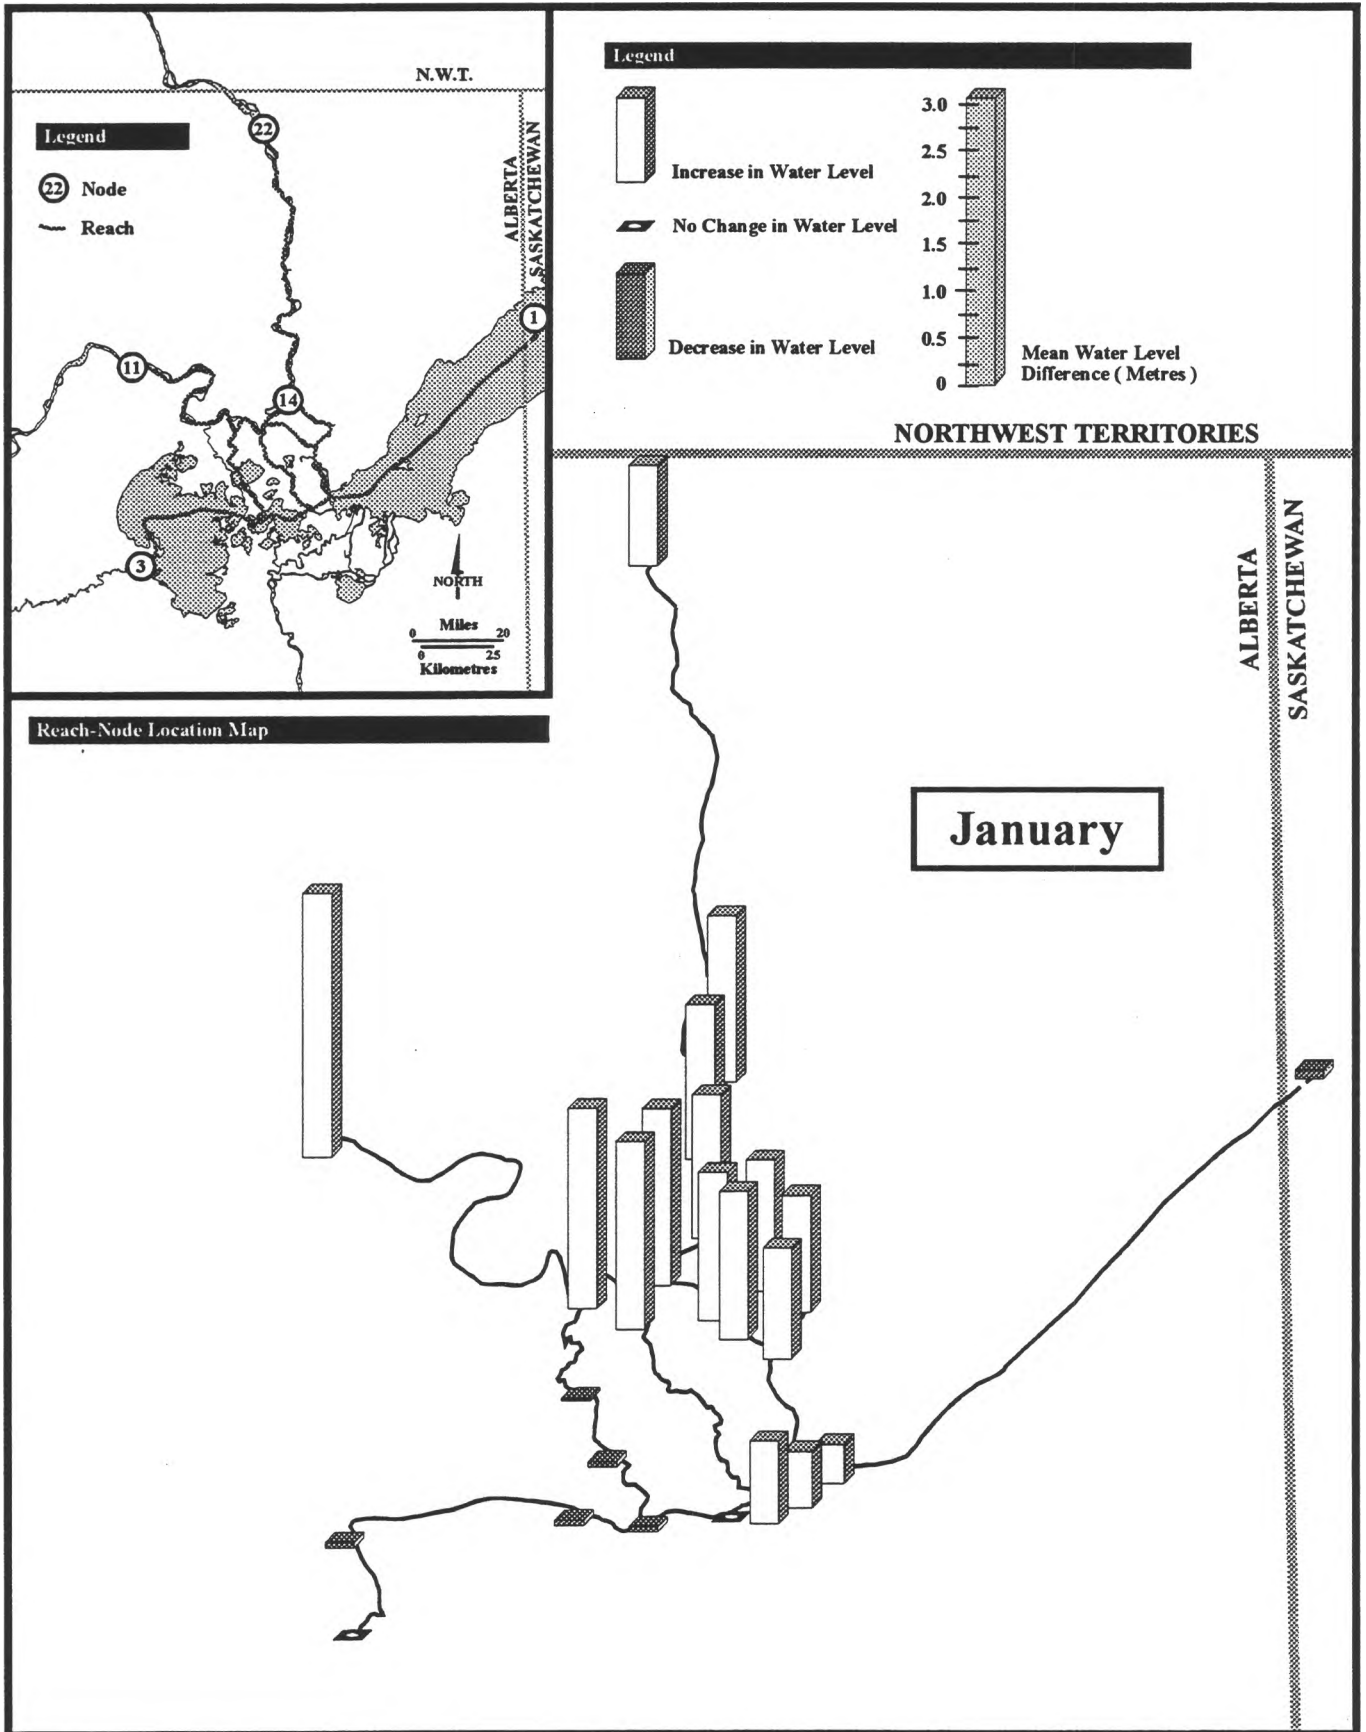 N.W.T.
Legend
22
22 Node
Reach
ALBERTA
SASKATCHEWAN
1
11
14
3
NORTH
Miles
0 20
0 25
Kilometres
Reach-Node Location Map
Legend
Increase in Water Level
No Change in Water Level
Decrease in Water Level
3.0
2.5
2.0
1.5
1.0
0.5
0
Mean Water Level
Difference ( Metres )
NORTHWEST TERRITORIES
ALBERTA
SASKATCHEWAN
January